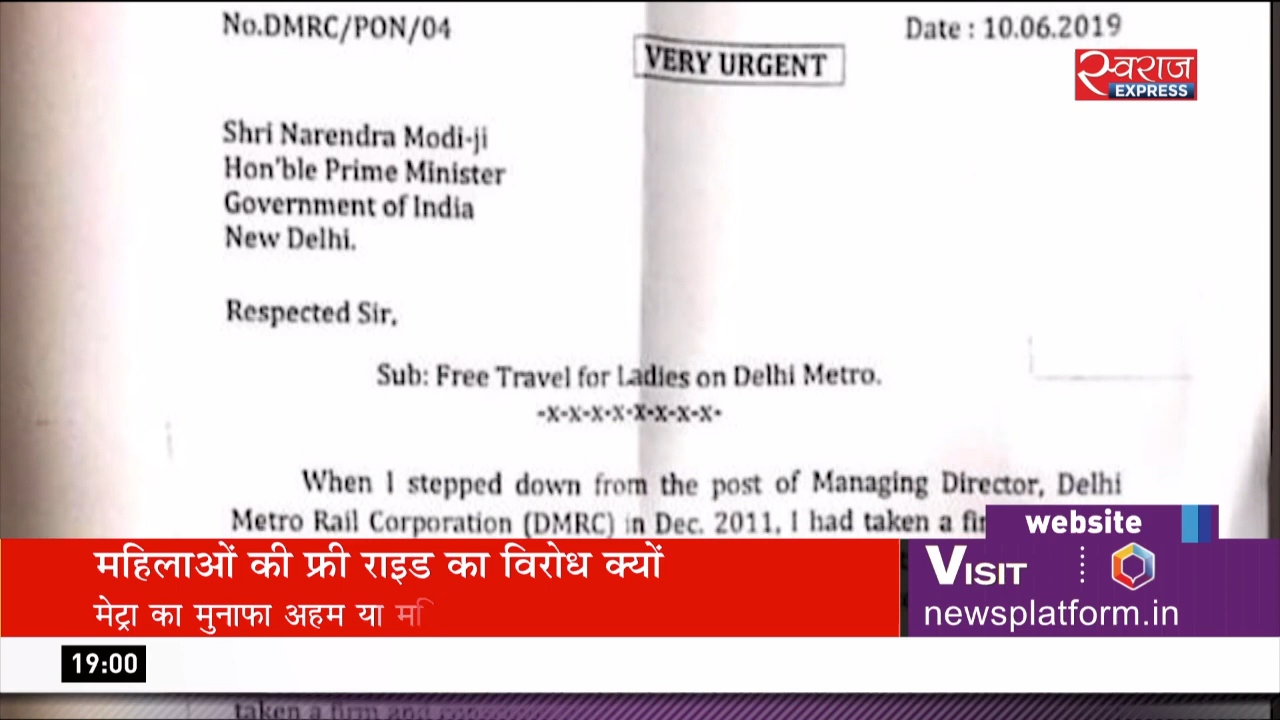 No.DMRC/PON/04
Date : 10.06.2019
VERY URGENT
स्वराज
EXPRESS
Shri Narendra Modi-ji
Hon'ble Prime Minister
Government of India
New Delhi.
Respected Sir,
Sub: Free Travel for Ladies on Delhi Metro.
-x-x-x-x-x-x-x-x-
When I stepped down from the post of Managing Director, Delhi
Metro Rail Corporation (DMRC) in Dec. 2011, I had taken a
website
महिलाओं की फ्री राइड का विरोध क्यों
मेट्रा का मुनाफा अहम या
VISIT
newsplatform.in
19:00
taken a firm and